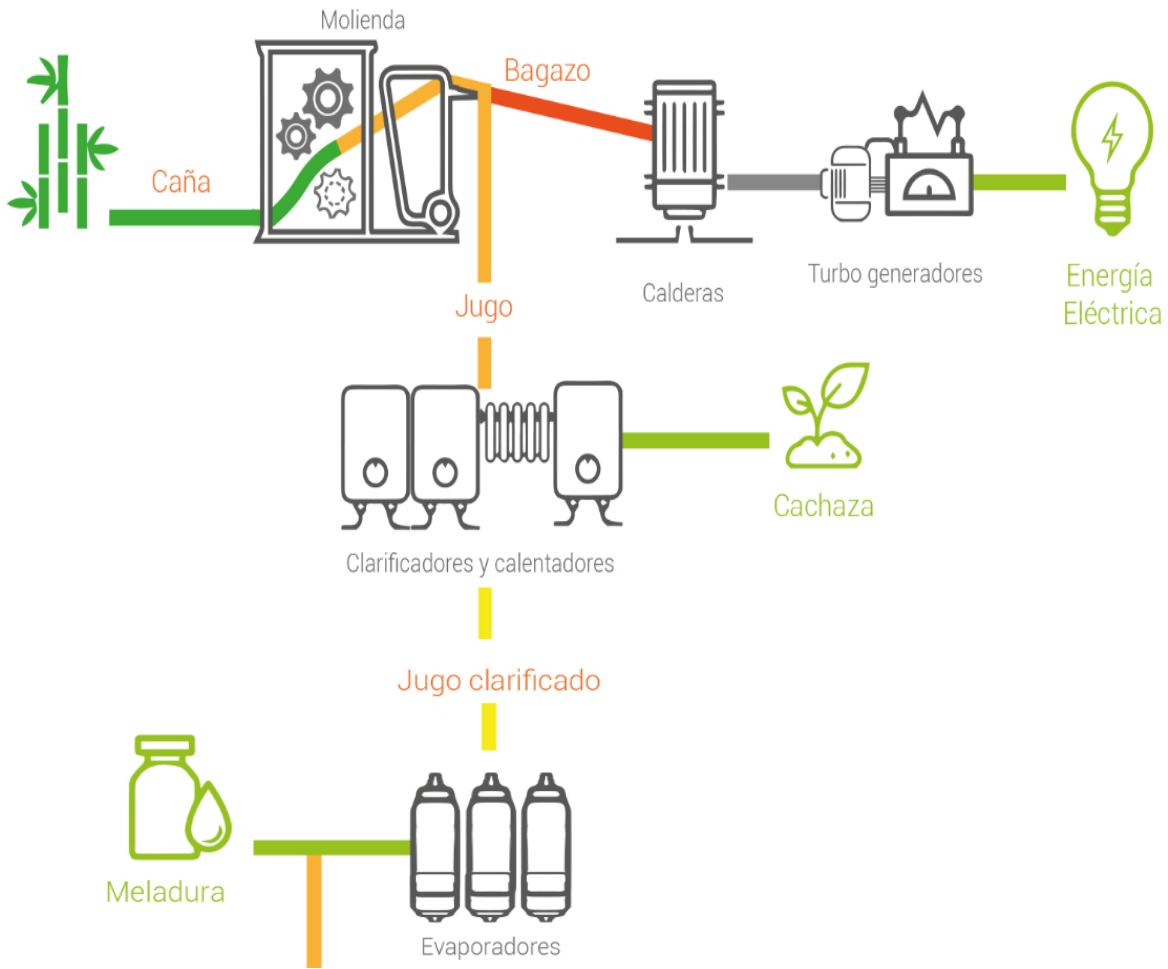 Molienda
Bagazo
Caña
Jugo
Calderas
Turbo generadores
Energía
Eléctrica
Cachaza
Clarificadores y calentadores
Jugo clarificado
Meladura
Evaporadores